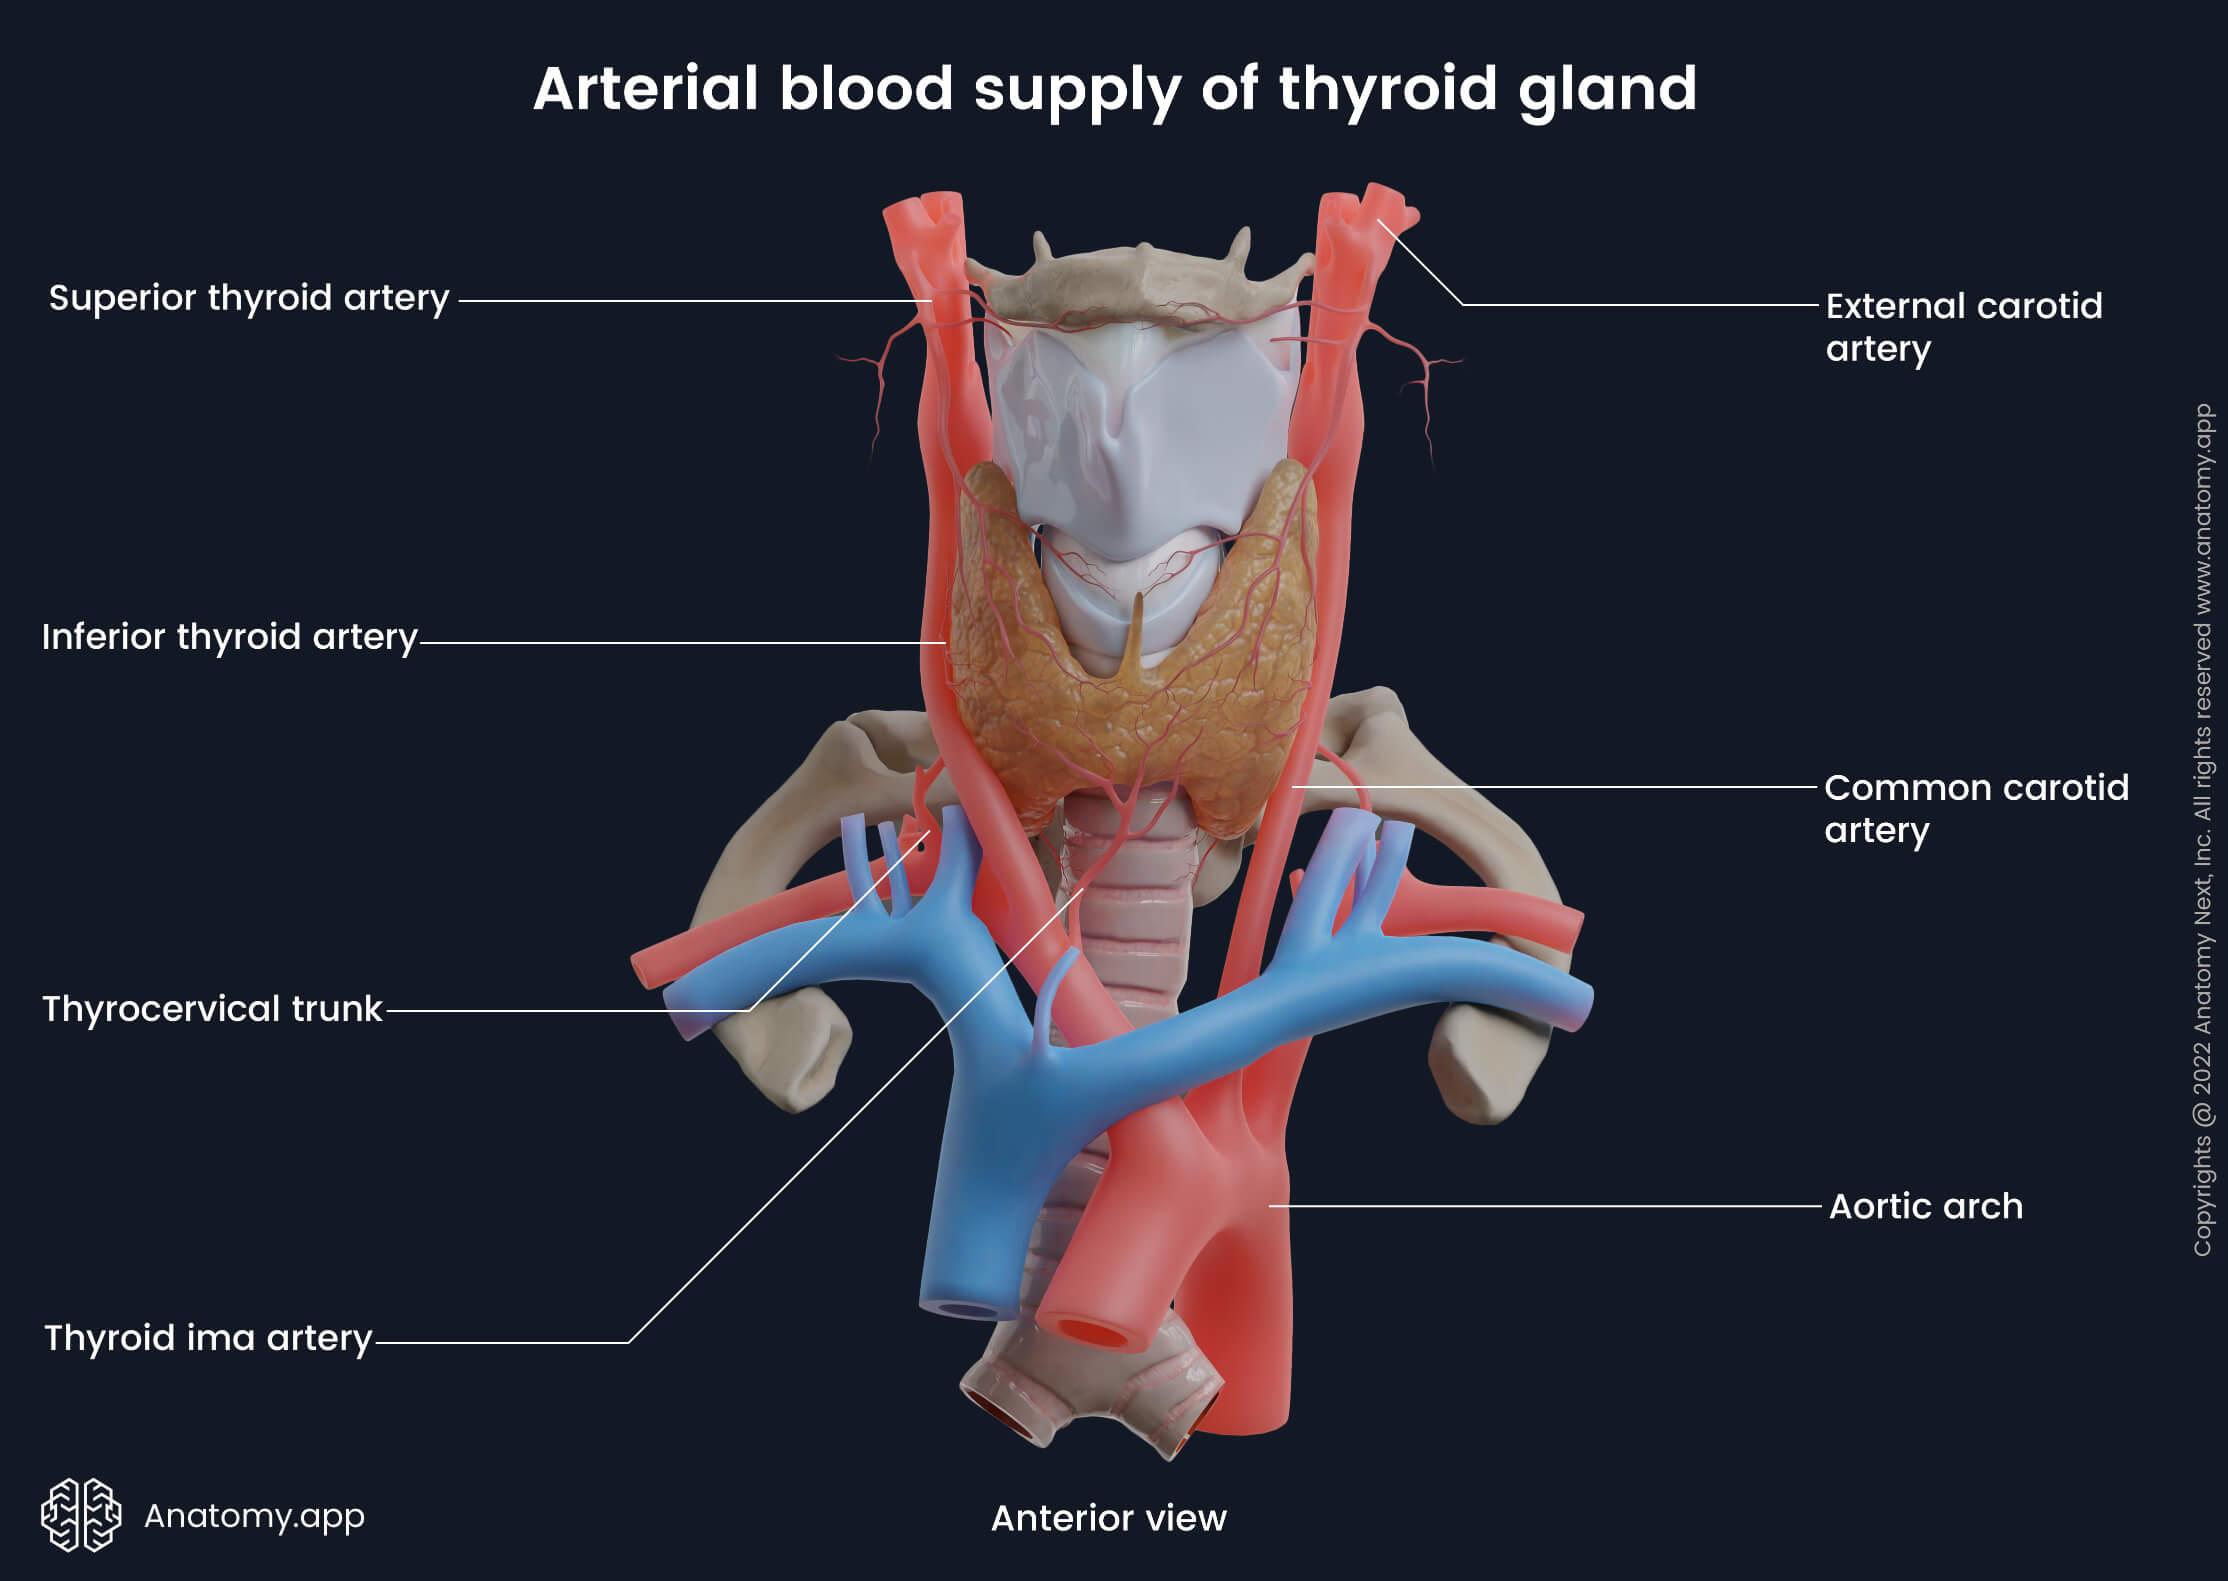 Arterial blood supply of thyroid gland
Superior thyroid artery
External carotid
artery
Inferior thyroid artery
Common carotid
artery
Thyrocervical trunk
Aortic arch
Thyroid ima artery
Anatomy.app
Anterior view
Copyrights @ 2022 Anatomy Next, Inc. All rights reserved www.anatomy.app